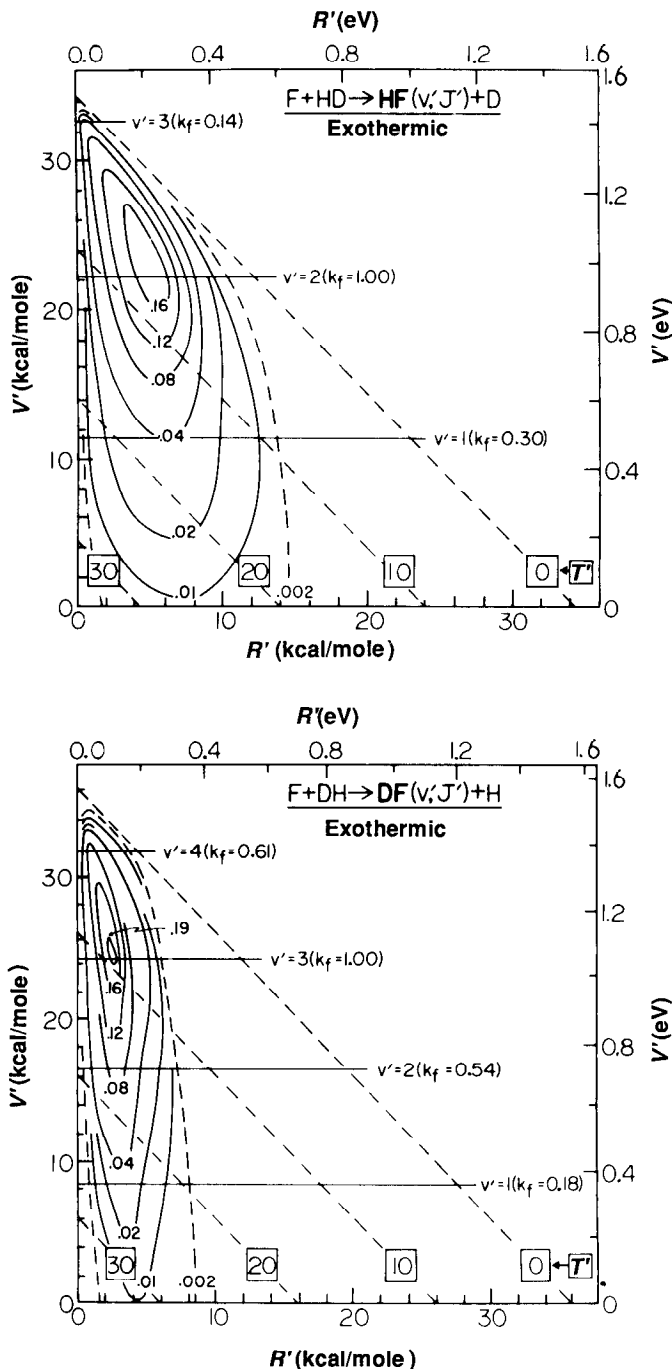 R'(eV)
0.0 0.4 0.8 1.2 1.6
F+HD→HF(v',J')+D
Exothermic
1.6
v'=3(kf=0.14)
30
1.2
v'=2(kf=1.00)
20
.16
.12
0.8
.08
V'(kcal/mole)
V'(eV)
.04
v'=1(kf=0.30)
10
0.4
.02
30 20 10 0 ←T'
.01 .002
0
0
0 10 20 30
R' (kcal/mole)
R'(eV)
0.0 0.4 0.8 1.2 1.6
1.6
F+DH→DF(v',J')+H
Exothermic
v'=4(kf=0.61)
30
1.2
.19
v'=3(kf=1.00)
.16
.12
20
0.8
v'=2(kf=0.54)
V'(kcal/mole)
V'(eV)
.08
.04
10
v'=1(kf=0.18)
0.4
.02
30 20 10 0 ←T'
.01 .002
0
0
0 10 20 30
R' (kcal/mole)